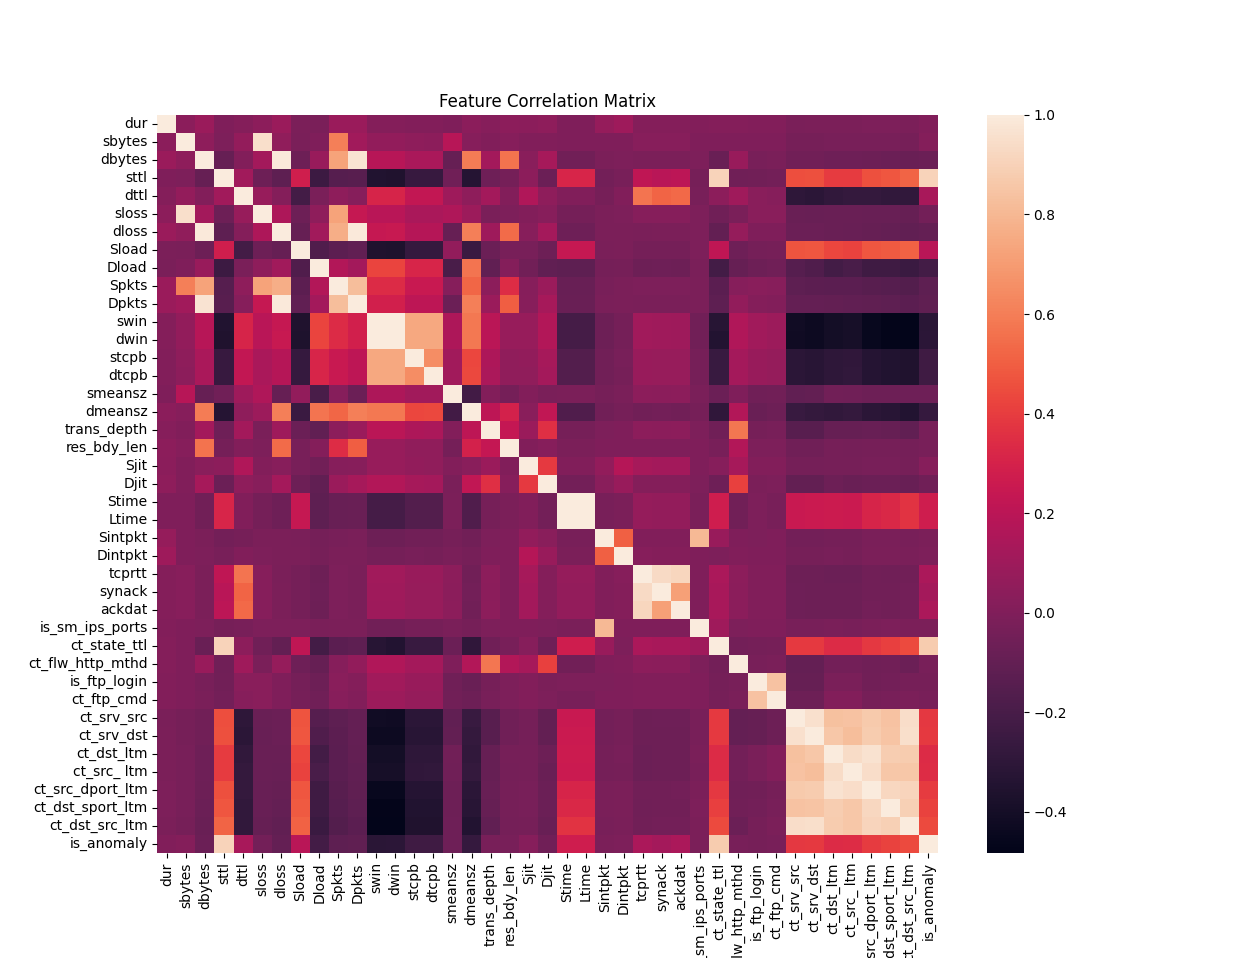 Feature Correlation Matrix
dur
sbytes
dbytes
sttl
dttl
sloss
dloss
Sload
Dload
Spkts
Dpkts
swin
dwin
stcpb
dtcpb
smeansz
dmeansz
trans_depth
res_bdy_len
Sjit
Djit
Stime
Ltime
Sintpkt
Dintpkt
tcprtt
synack
ackdat
is_sm_ips_ports
ct_state_ttl
ct_flw_http_mthd
is_ftp_login
ct_ftp_cmd
ct_srv_src
ct_srv_dst
ct_dst_ltm
ct_src_ ltm
ct_src_dport_ltm
ct_dst_sport_ltm
ct_dst_src_ltm
is_anomaly
dur
sbytes
dbytes
sttl
dttl
sloss
dloss
Sload
Dload
Spkts
Dpkts
swin
dwin
stcpb
dtcpb
smeansz
dmeansz
trans_depth
res_bdy_len
Sjit
Djit
Stime
Ltime
Sintpkt
Dintpkt
tcprtt
synack
ackdat
_sm_ips_ports
ct_state_ttl
lw_http_mthd
is_ftp_login
ct_ftp_cmd
ct_srv_src
ct_srv_dst
ct_dst_ltm
ct_src_ ltm
src_dport_ltm
dst_sport_ltm
ct_dst_src_ltm
is_anomaly
1.0
0.8
0.6
0.4
0.2
0.0
−0.2
−0.4